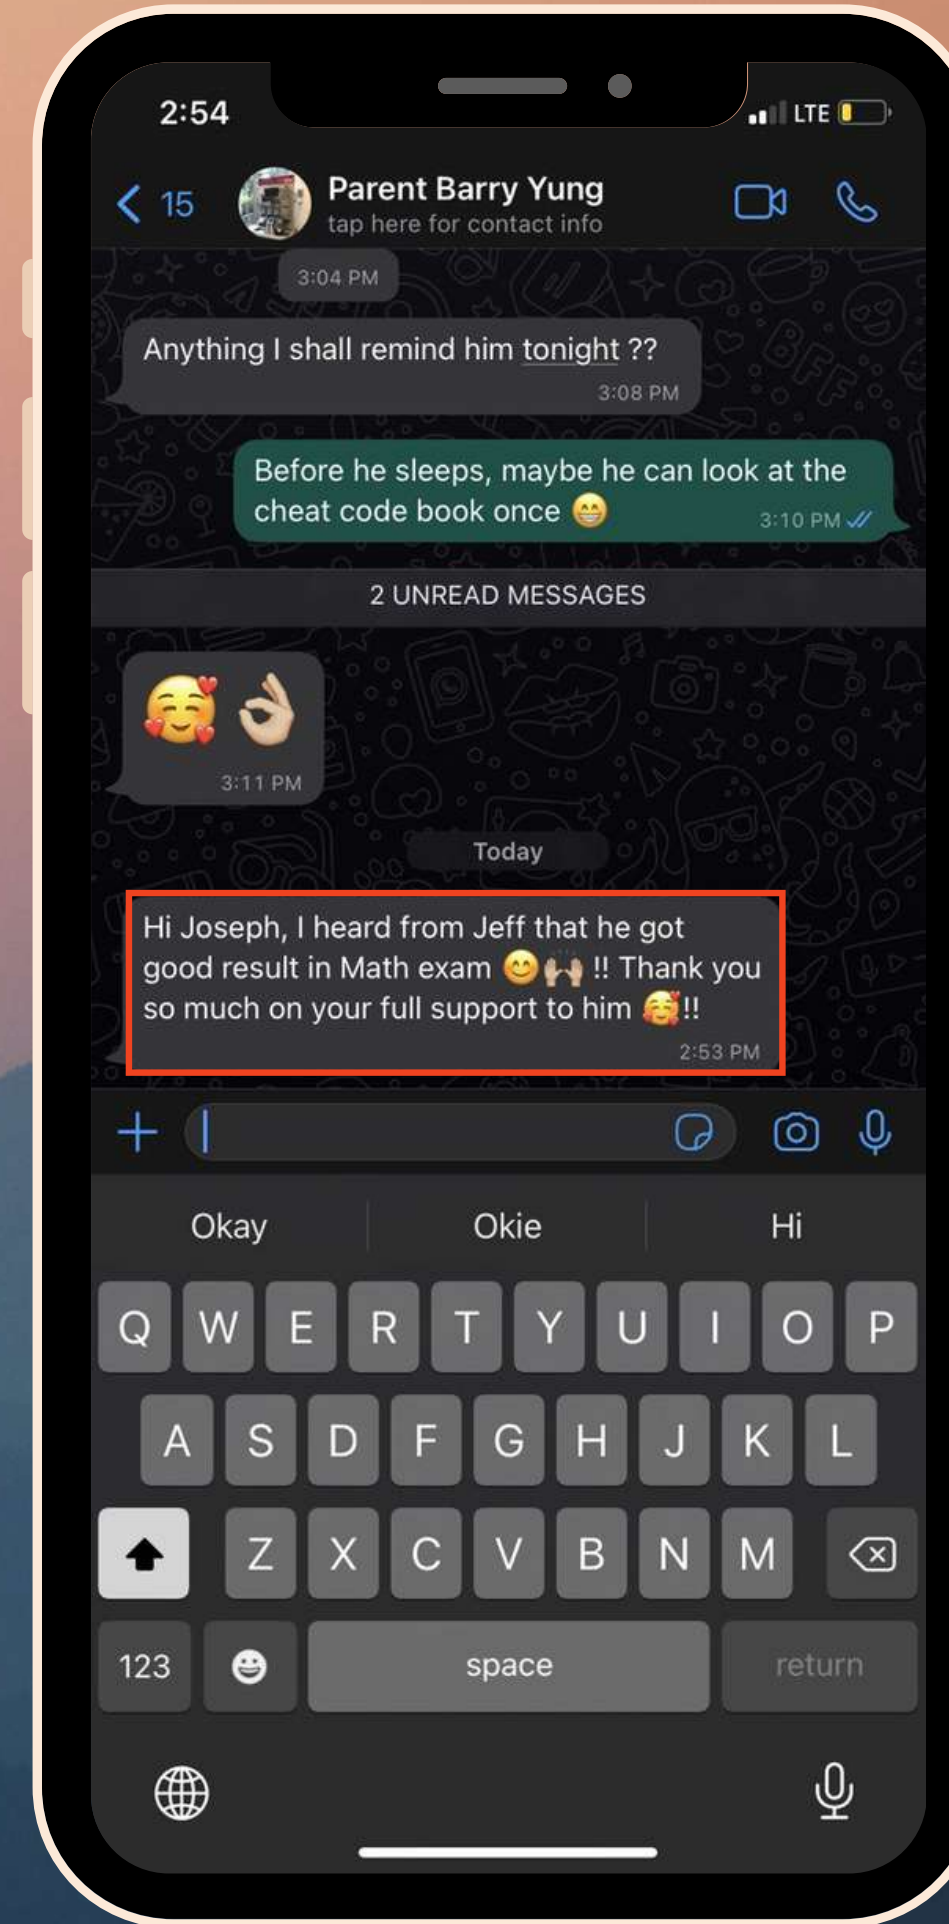 2:54
LTE
15
Parent Barry Yung
tap here for contact info
3:04 PM
Anything I shall remind him tonight ??
3:08 PM
Before he sleeps, maybe he can look at the
cheat code book once 😁
3:10 PM
2 UNREAD MESSAGES
🥰👌🏼
3:11 PM
Today
Hi Joseph, I heard from Jeff that he got
good result in Math exam 😊🙌🏼 !! Thank you
so much on your full support to him 🥰!!
2:53 PM
Okay Okie Hi
Q W E R T Y U I O P
A S D F G H J K L
Z X C V B N M
123 space return